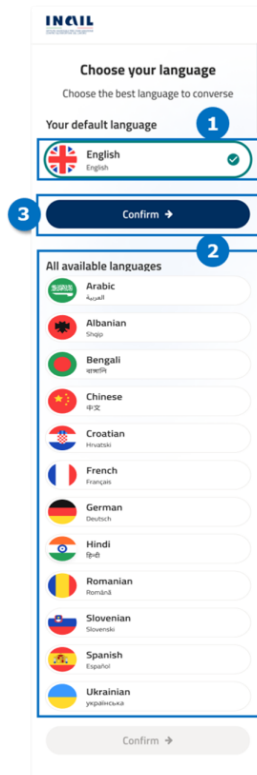 INAIL
Choose your language
Choose the best language to converse
Your default language
1
English
English
3
Confirm →
2
All available languages
Arabic
العربية
Albanian
Shqip
Bengali
বাঙ্গালি
Chinese
中文
Croatian
Hrvatski
French
Français
German
Deutsch
Hindi
हिन्दी
Romanian
Română
Slovenian
Slovenski
Spanish
Español
Ukrainian
українська
Confirm →